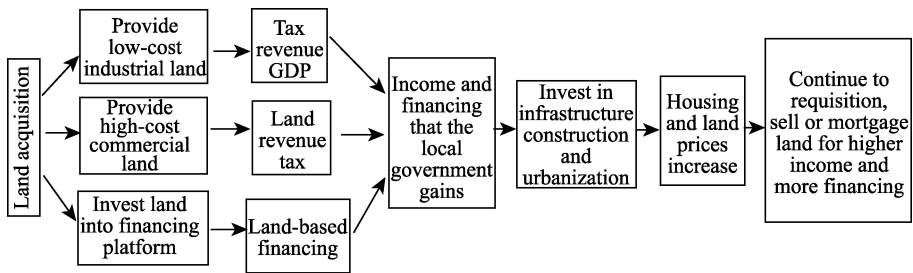 Land acquisition
Provide
low-cost
industrial land
Tax
revenue
GDP
Provide
high-cost
commercial
land
Land
revenue
tax
Invest land
into financing
platform
Land-based
financing
Income and
financing
that the
local
government
gains
Invest in
infrastructure
construction
and
urbanization
Housing
and land
prices
increase
Continue to
requisition,
sell or mortgage
land for higher
income and
more financing